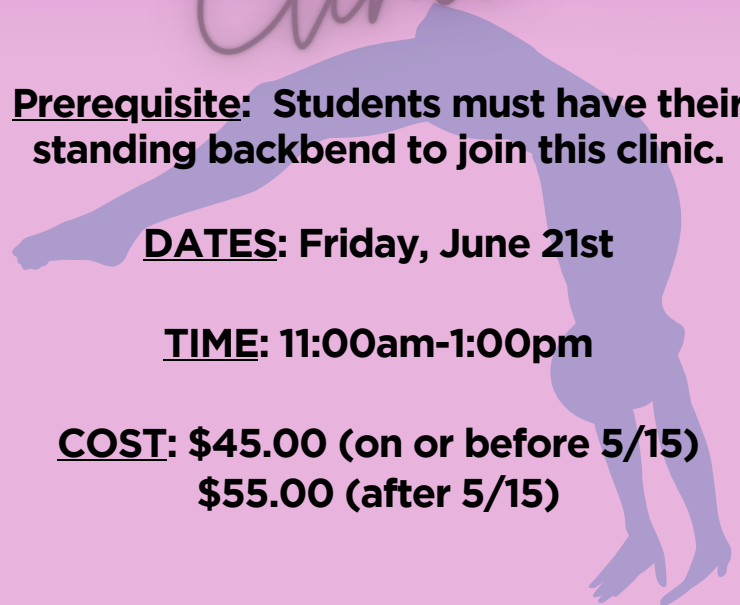 Prerequisite:  Students must have their
standing backbend to join this clinic.
DATES: Friday, June 21st
TIME: 11:00am-1:00pm
COST: $45.00 (on or before 5/15)
$55.00 (after 5/15)